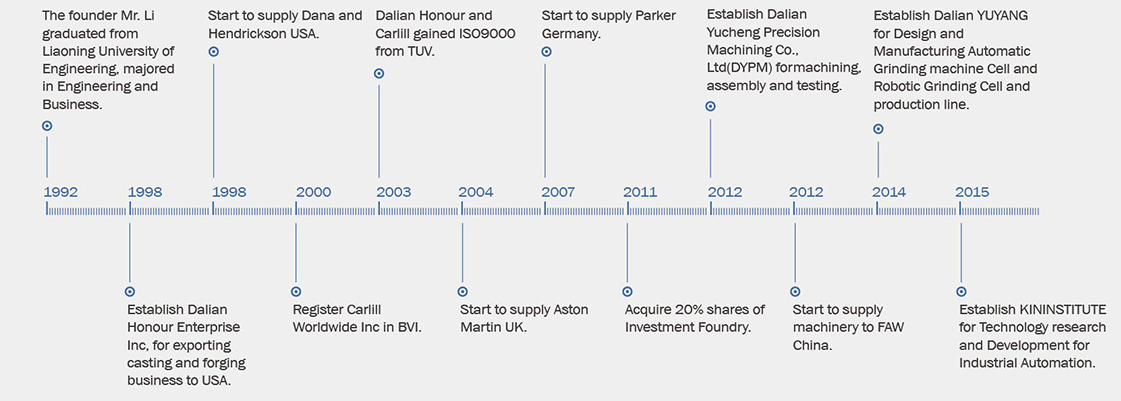 The founder Mr. Li
graduated from
Liaoning University of
Engineering, majored
in Engineering and
Business.
Start to supply Dana and
Hendrickson USA.
Dalian Honour and
Carlill gained ISO9000
from TUV.
Start to supply Parker
Germany.
Establish Dalian
Yucheng Precision
Machining Co.,
Ltd(DYPM) formachining,
assembly and testing.
Establish Dalian YUYANG
for Design and
Manufacturing Automatic
Grinding machine Cell and
Robotic Grinding Cell and
production line.
1992 1998 1998 2000 2003 2004 2007 2011 2012 2012 2014 2015
Establish Dalian
Honour Enterprise
Inc, for exporting
casting and forging
business to USA.
Register Carlill
Worldwide Inc in BVI.
Start to supply Aston
Martin UK.
Acquire 20% shares of
Investment Foundry.
Start to supply
machinery to FAW
China.
Establish KININSTITUTE
for Technology research
and Development for
Industrial Automation.